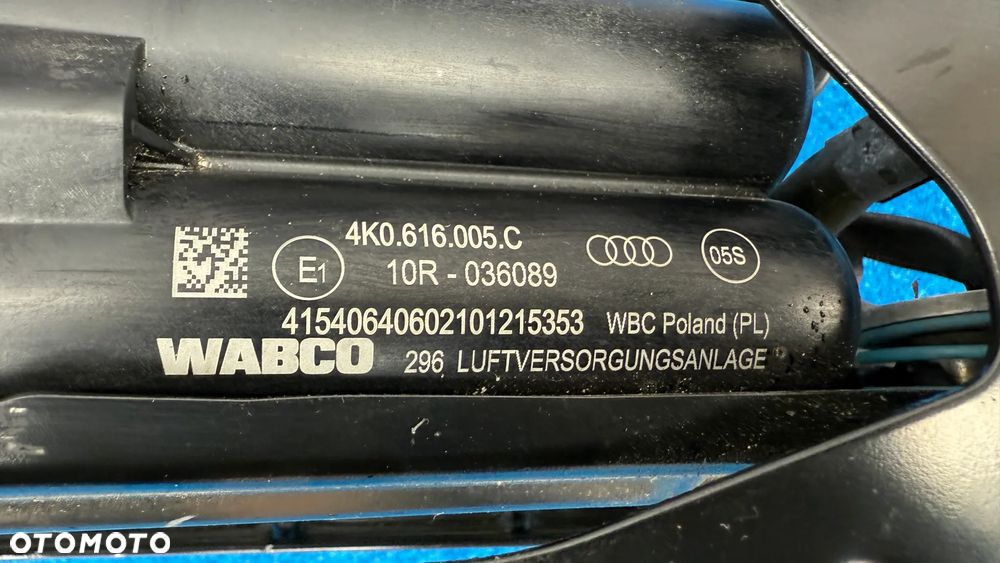 4K0.616.005.C
E1
10R - 036089
05S
41540640602101215353 WBC Poland (PL)
WABCO 296 LUFTVERSORGUNGSANLAGE
OTOMOTO